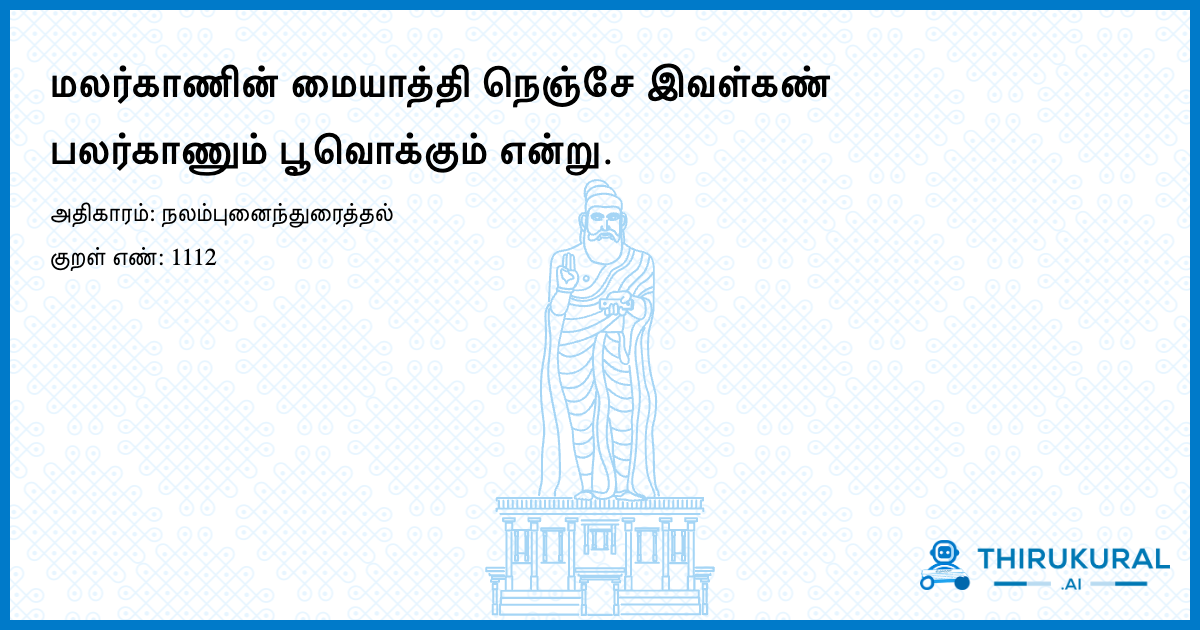 மலர்காணின் மையாத்தி நெஞ்சே இவள்கண்
பலர்காணும் பூவொக்கும் என்று.
அதிகாரம்: நலம்புனைந்துரைத்தல்
குறள் எண்: 1112
THIRUKURAL
.AI